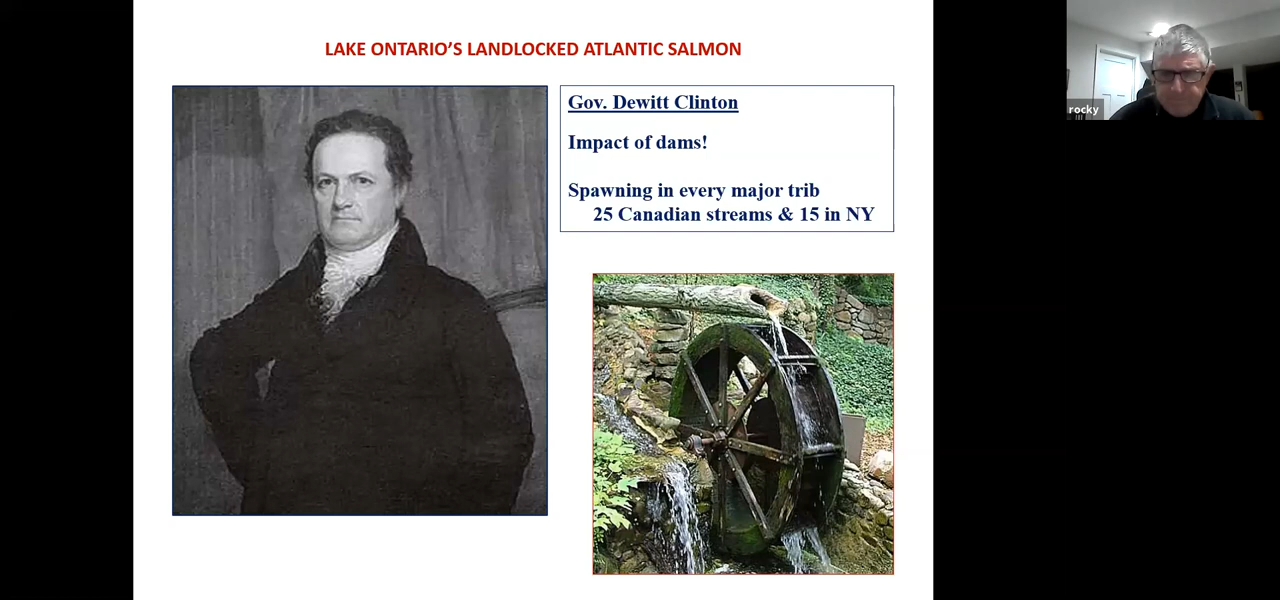 LAKE ONTARIO'S LANDLOCKED ATLANTIC SALMON
Gov. Dewitt Clinton
Impact of dams!
Spawning in every major trib
25 Canadian streams & 15 in NY
rocky